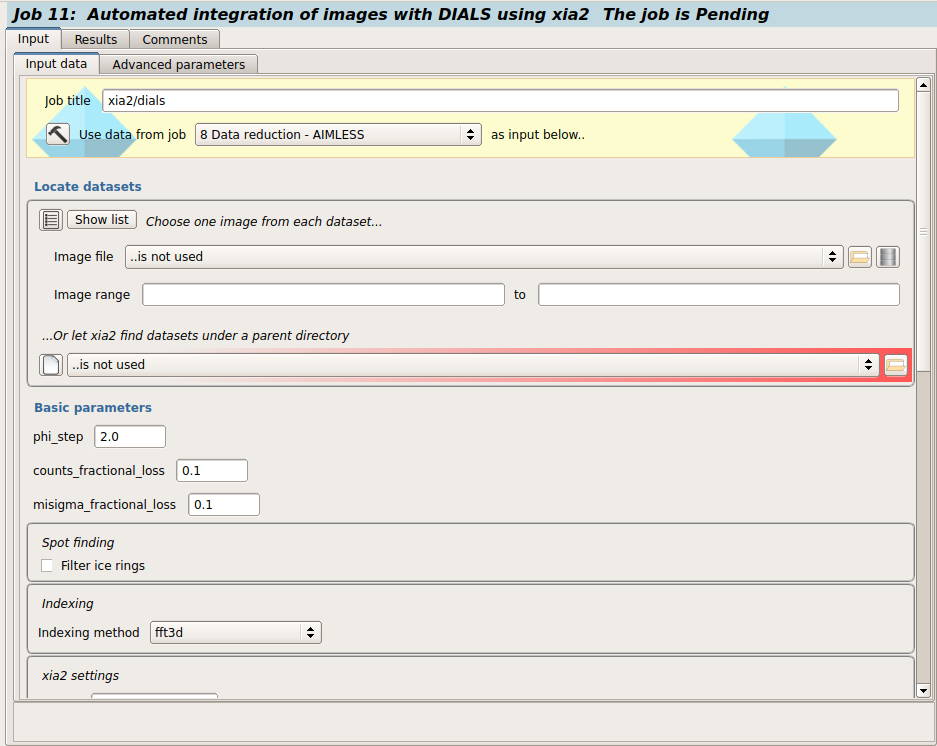 Job 11: Automated integration of images with DIALS using xia2 The job is Pending
Input Results Comments
Input data Advanced parameters
Job title xia2/dials
Use data from job 8 Data reduction - AIMLESS as input below..
Locate datasets
Show list Choose one image from each dataset...
Image file ..is not used
Image range to
...Or let xia2 find datasets under a parent directory
..is not used
Basic parameters
phi_step 2.0
counts_fractional_loss 0.1
misigma_fractional_loss 0.1
Spot finding
Filter ice rings
Indexing
Indexing method fft3d
xia2 settings